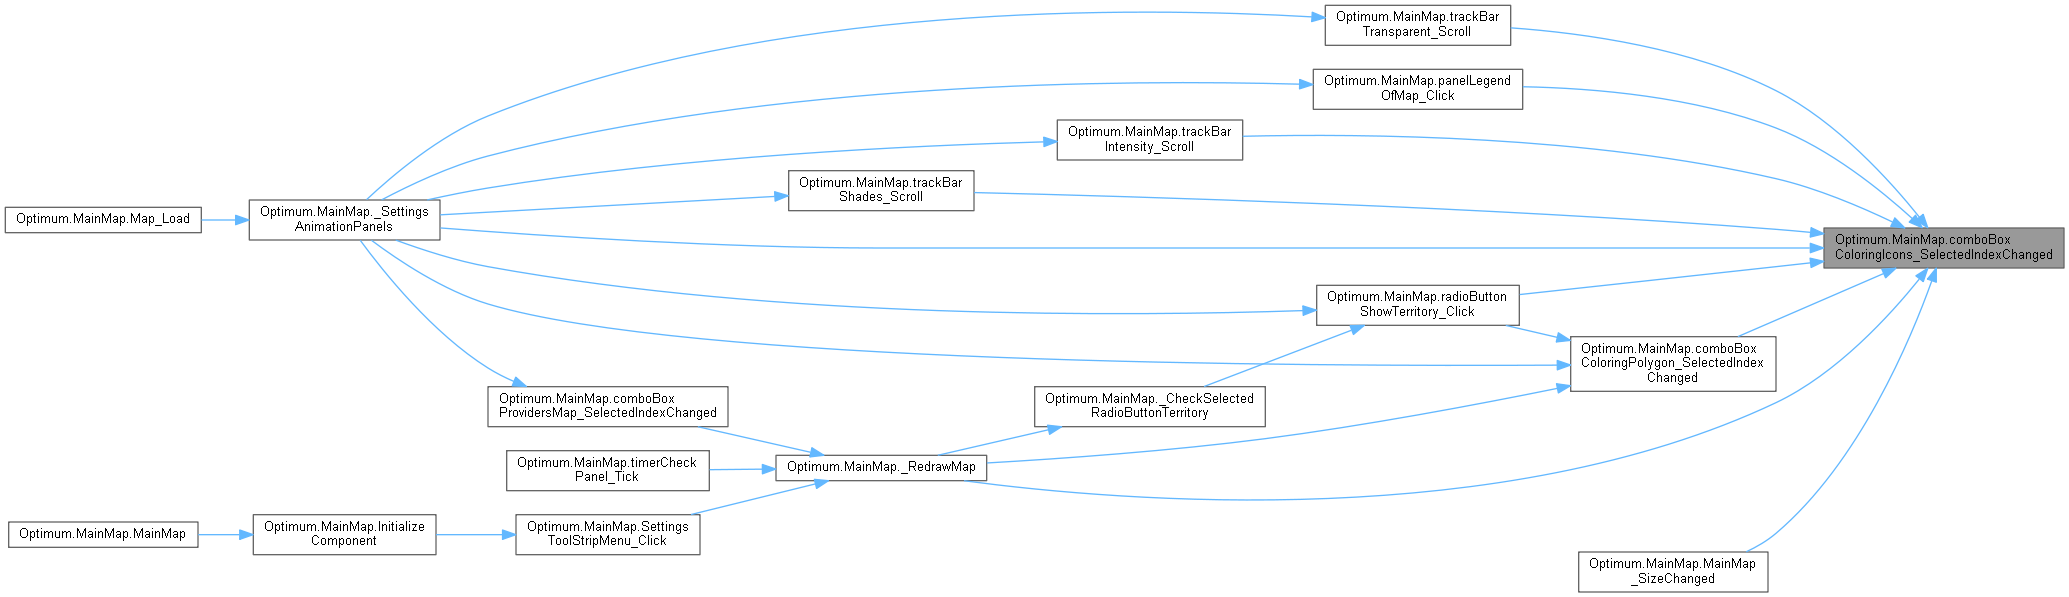 Optimum.MainMap.trackBar
Transparent_Scroll
Optimum.MainMap.panelLegend
OfMap_Click
Optimum.MainMap.trackBar
Intensity_Scroll
Optimum.MainMap.trackBar
Shades_Scroll
Optimum.MainMap.Map_Load
Optimum.MainMap._Settings
AnimationPanels
Optimum.MainMap.comboBox
ColoringIcons_SelectedIndexChanged
Optimum.MainMap.radioButton
ShowTerritory_Click
Optimum.MainMap.comboBox
ColoringPolygon_SelectedIndex
Changed
Optimum.MainMap.comboBox
ProvidersMap_SelectedIndexChanged
Optimum.MainMap._CheckSelected
RadioButtonTerritory
Optimum.MainMap.timerCheck
Panel_Tick
Optimum.MainMap._RedrawMap
Optimum.MainMap.MainMap
Optimum.MainMap.Initialize
Component
Optimum.MainMap.Settings
ToolStripMenu_Click
Optimum.MainMap.MainMap
_SizeChanged